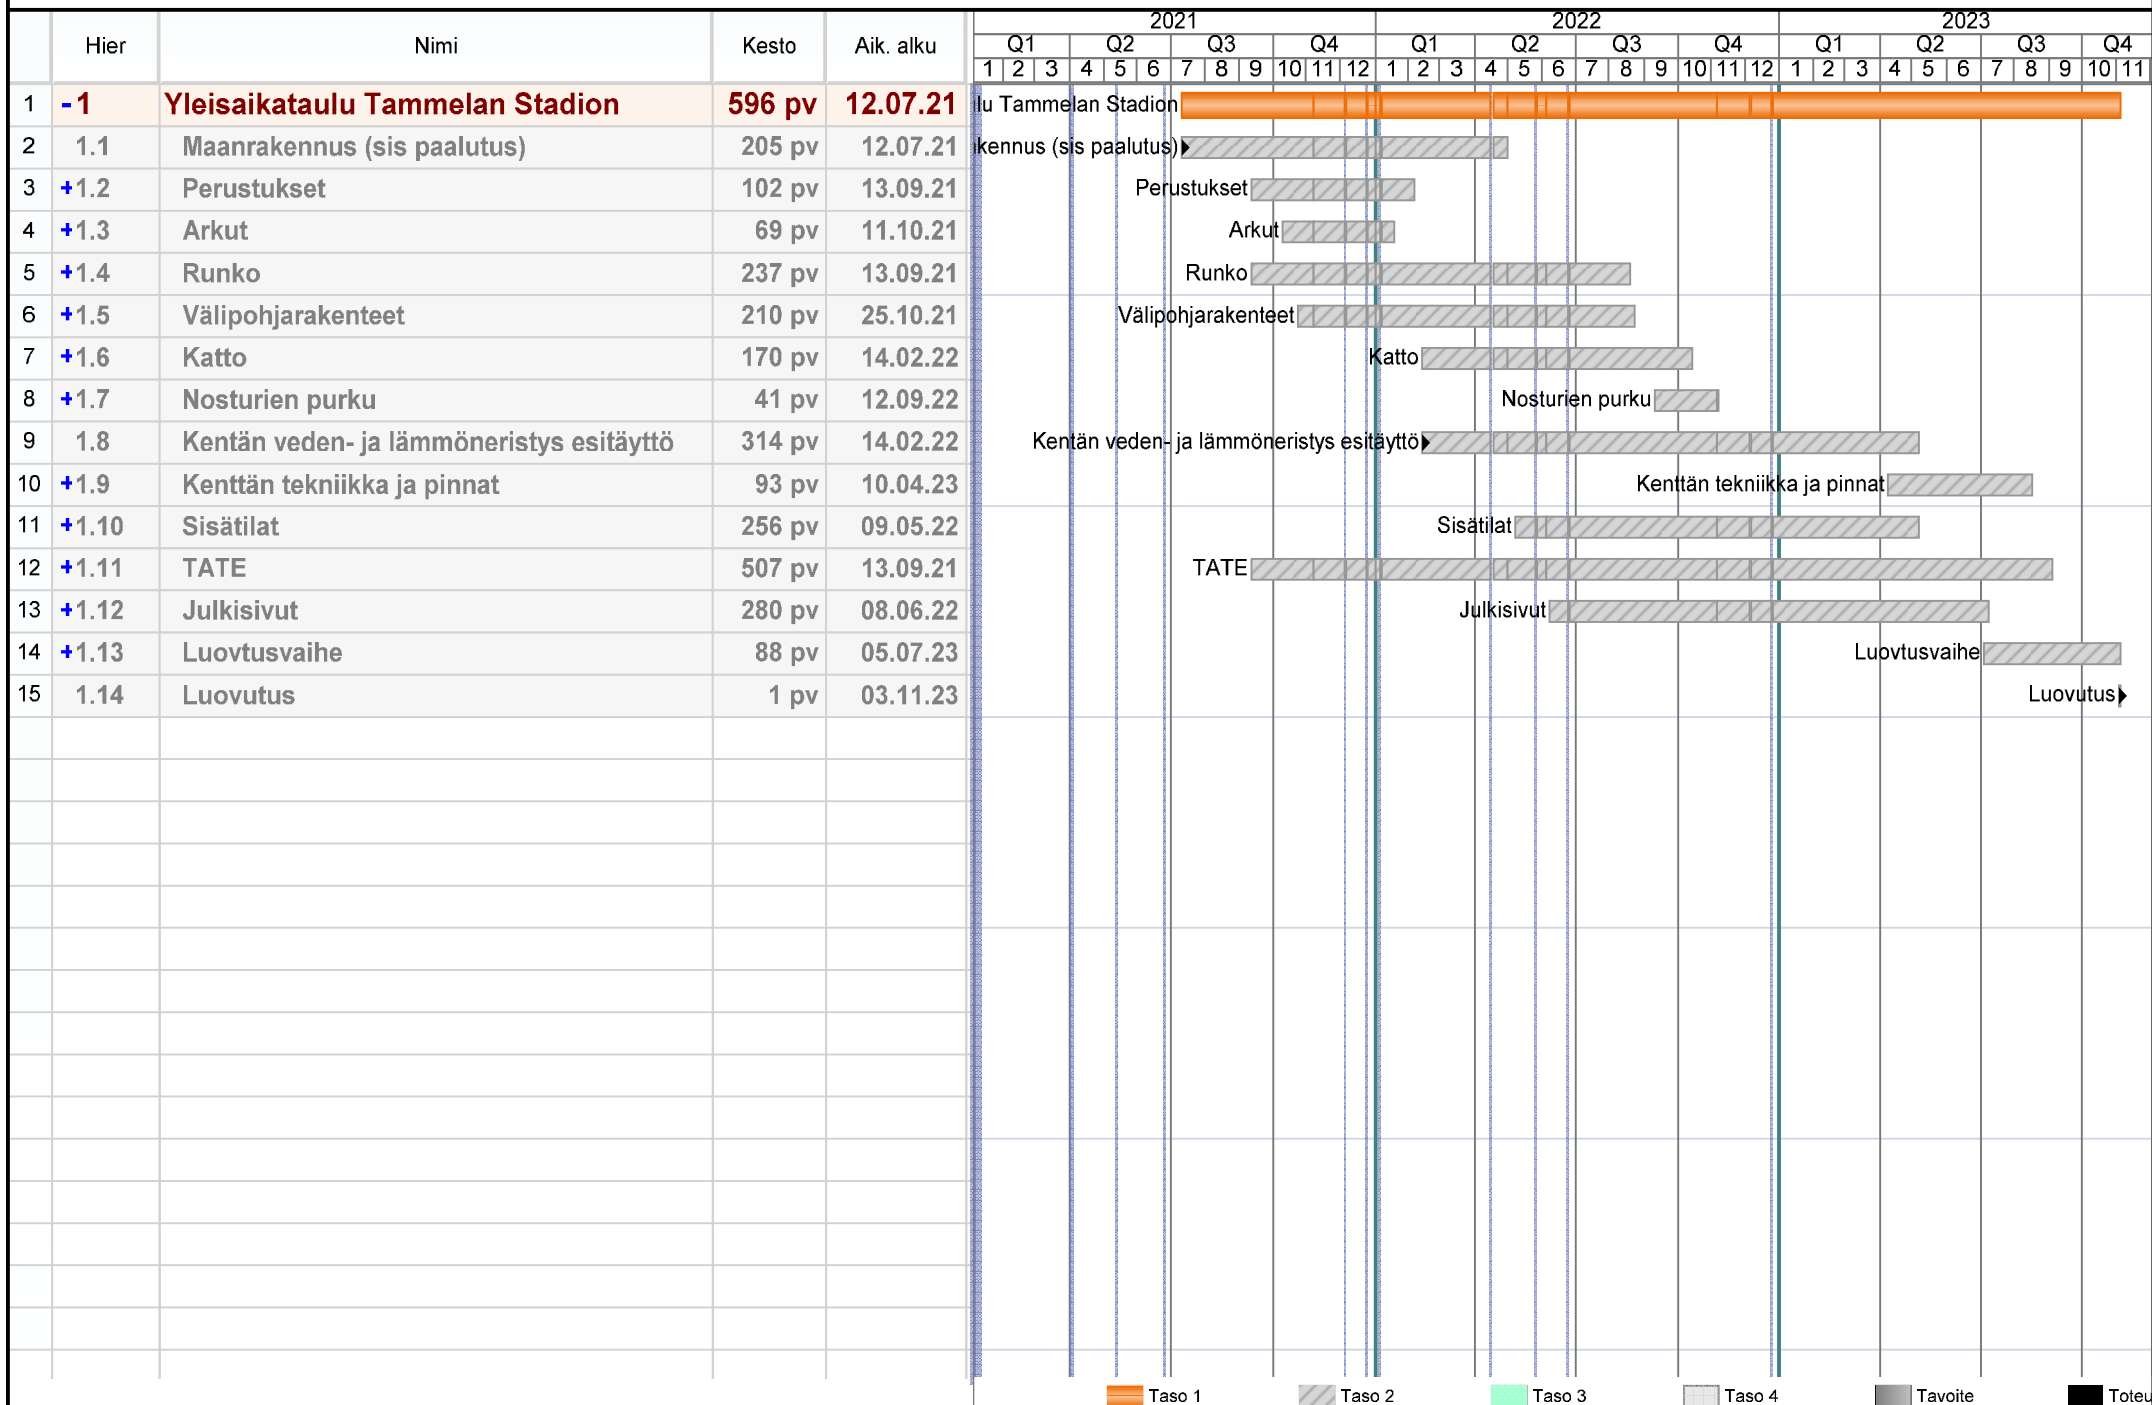 2021 2022 2023
Hier Nimi Kesto Aik. alku Q1 Q2 Q3 Q4 Q1 Q2 Q3 Q4 Q1 Q2 Q3 Q4
1 2 3 4 5 6 7 8 9 10 11 12 1 2 3 4 5 6 7 8 9 10 11 12 1 2 3 4 5 6 7 8 9 10 11
1 -1 Yleisaikataulu Tammelan Stadion 596 pv 12.07.21 lu Tammelan Stadion
2 1.1 Maanrakennus (sis paalutus) 205 pv 12.07.21 kennus (sis paalutus)
3 +1.2 Perustukset 102 pv 13.09.21 Perustukset
4 +1.3 Arkut 69 pv 11.10.21 Arkut
5 +1.4 Runko 237 pv 13.09.21 Runko
6 +1.5 Välipohjarakenteet 210 pv 25.10.21 Välipohjarakenteet
7 +1.6 Katto 170 pv 14.02.22 Katto
8 +1.7 Nosturien purku 41 pv 12.09.22 Nosturien purku
9 1.8 Kentän veden- ja lämmöneristys esitäyttö 314 pv 14.02.22 Kentän veden- ja lämmöneristys esitäyttö
10 +1.9 Kenttän tekniikka ja pinnat 93 pv 10.04.23 Kenttän tekniikka ja pinnat
11 +1.10 Sisätilat 256 pv 09.05.22 Sisätilat
12 +1.11 TATE 507 pv 13.09.21 TATE
13 +1.12 Julkisivut 280 pv 08.06.22 Julkisivut
14 +1.13 Luovtusvaihe 88 pv 05.07.23 Luovtusvaihe
15 1.14 Luovutus 1 pv 03.11.23 Luovutus
Taso 1 Taso 2 Taso 3 Taso 4 Tavoite Toteu